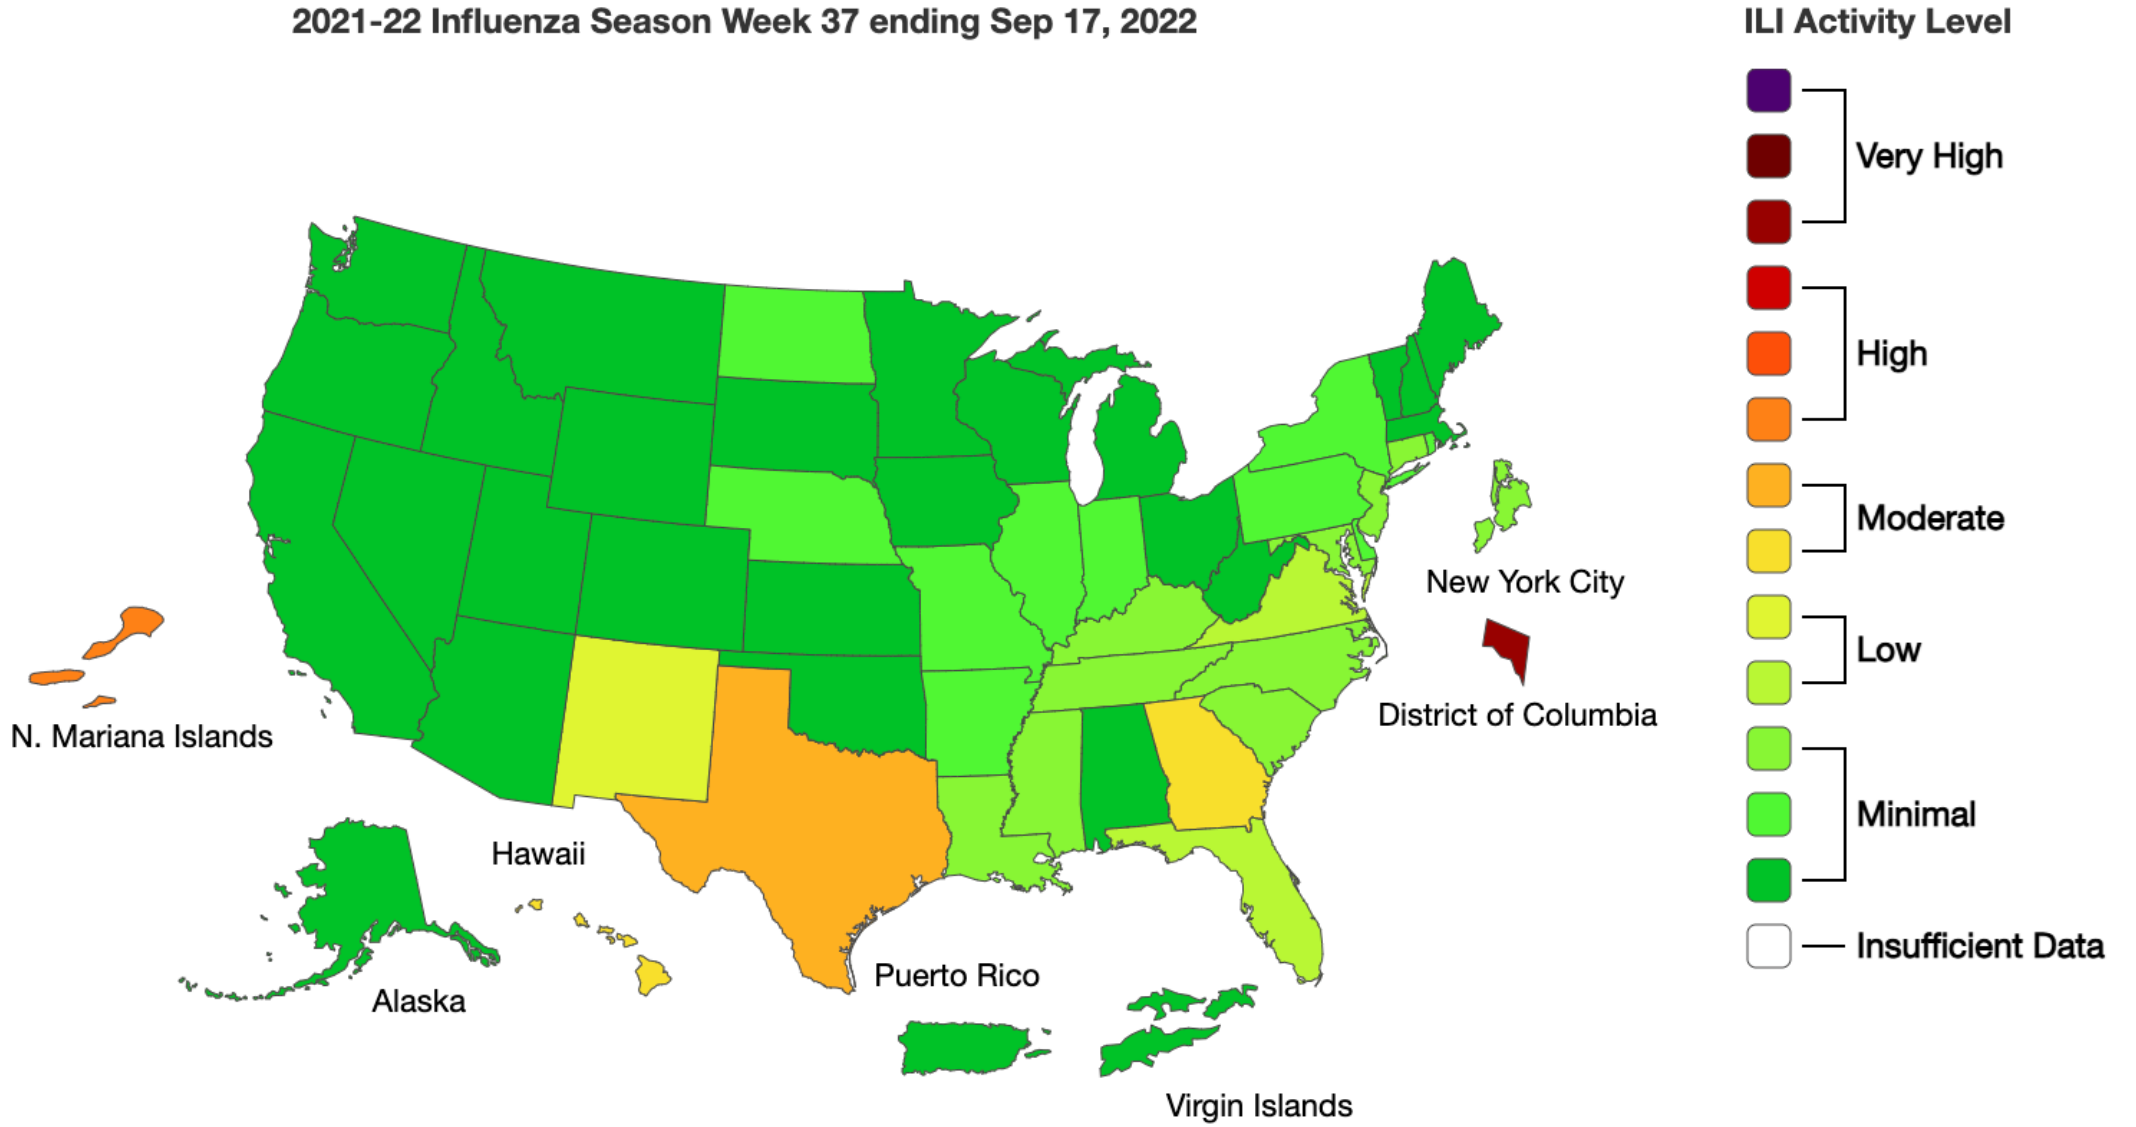 2021-22 Influenza Season Week 37 ending Sep 17, 2022
ILI Activity Level
Very High
High
Moderate
Low
Minimal
Insufficient Data
New York City
District of Columbia
N. Mariana Islands
Hawaii
Alaska
Puerto Rico
Virgin Islands